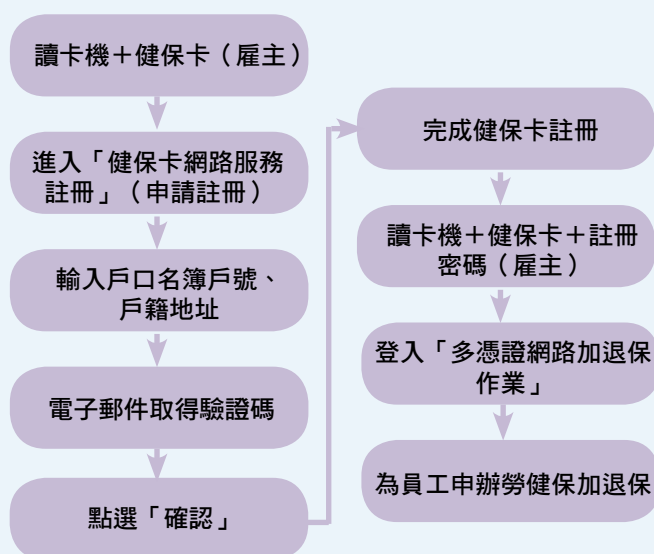 讀卡機＋健保卡（雇主）
進入「健保卡網路服務
註冊」（申請註冊）
輸入戶口名簿戶號、
戶籍地址
電子郵件取得驗證碼
點選「確認」
完成健保卡註冊
讀卡機＋健保卡＋註冊
密碼（雇主）
登入「多憑證網路加退保
作業」
為員工申辦勞健保加退保